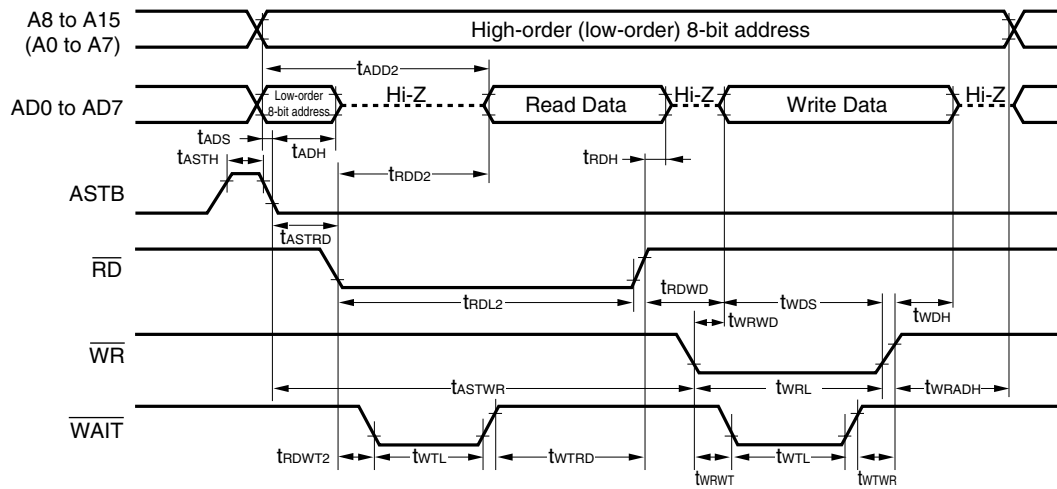 A8 to A15
(A0 to A7)
High-order (low-order) 8-bit address
tADD2
AD0 to AD7
Low-order
8-bit address
Hi-Z
Read Data
Hi-Z
Write Data
Hi-Z
tADS
tADH
tRDH
tASTH
tRDD2
ASTB
tASTRD
RD
tRDL2
tRDWD
tWDS
tWDH
tWRWD
WR
tASTWR
tWRL
tWRADH
WAIT
tRDWT2
tWTL
tWTRD
tWRWT
tWTL
tWTWR